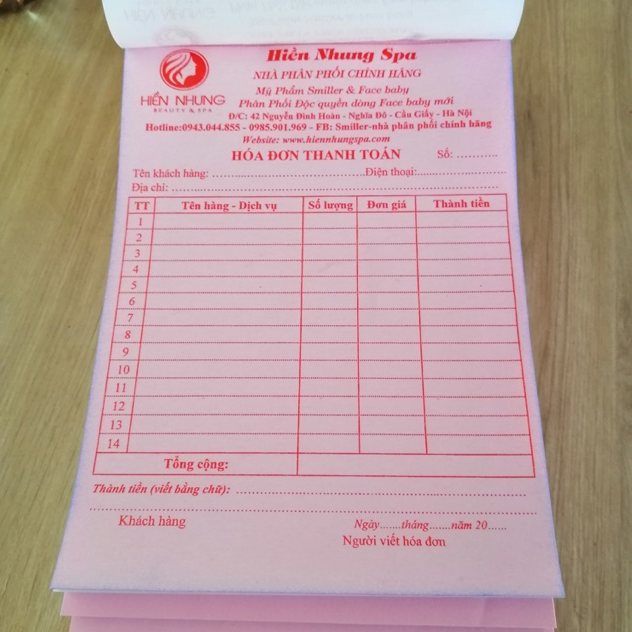 Hiền Nhung Spa
NHÀ PHÂN PHỐI CHÍNH HÃNG
HIỀN NHUNG
BEAUTY & SPA
Mỹ Phẩm Smiller & Face baby
Phân Phối Độc quyền dòng Face baby mới
Đ/C: 42 Nguyễn Đình Hoàn - Nghĩa Đô - Cầu Giấy - Hà Nội
Hotline:0943.044.855 - 0985.901.969 - FB: Smiller-nhà phân phối chính hãng
Website: www.hiennhungspa.com
HÓA ĐƠN THANH TOÁN Số: ...........
Tên khách hàng: ..........................................Điện thoại:.........................
Địa chỉ: ..........................................................................................
TT Tên hàng - Dịch vụ Số lượng Đơn giá Thành tiền
1
2
3
4
5
6
7
8
9
10
11
12
13
14
Tổng cộng:
Thành tiền (viết bằng chữ): ......................................................................
Khách hàng Ngày.......tháng.......năm 20......
Người viết hóa đơn